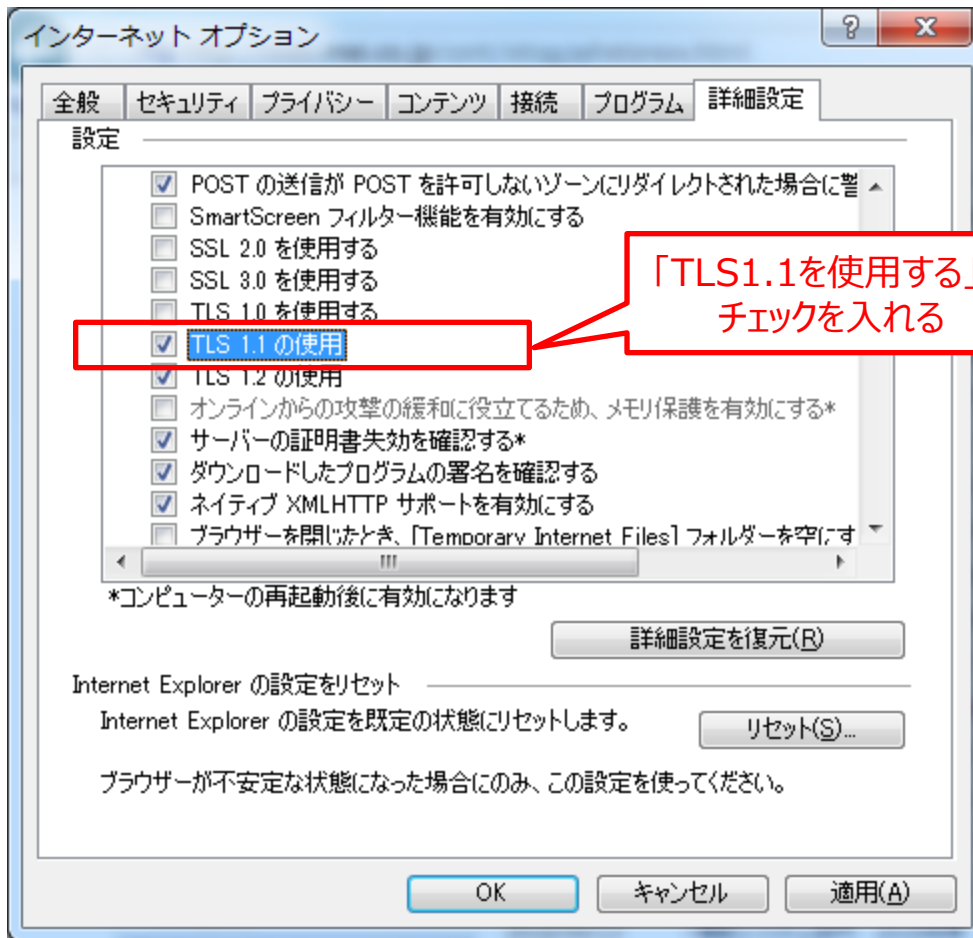 インターネット オプション
全般 セキュリティ プライバシー コンテンツ 接続 プログラム 詳細設定
設定
POST の送信が POST を許可しないゾーンにリダイレクトされた場合に警
SmartScreen フィルター機能を有効にする
SSL 2.0 を使用する
SSL 3.0 を使用する
TLS 1.0 を使用する
TLS 1.1 の使用
TLS 1.2 の使用
「TLS1.1を使用する」
チェックを入れる
オンラインからの攻撃の緩和に役立てるため、メモリ保護を有効にする*
サーバーの証明書失効を確認する*
ダウンロードしたプログラムの署名を確認する
ネイティブ XMLHTTP サポートを有効にする
ブラウザーを閉じたとき、[Temporary Internet Files] フォルダーを空にす
*コンピューターの再起動後に有効になります
詳細設定を復元(R)
Internet Explorer の設定をリセット
Internet Explorer の設定を既定の状態にリセットします。
リセット(S)...
ブラウザーが不安定な状態になった場合にのみ、この設定を使ってください。
OK キャンセル 適用(A)